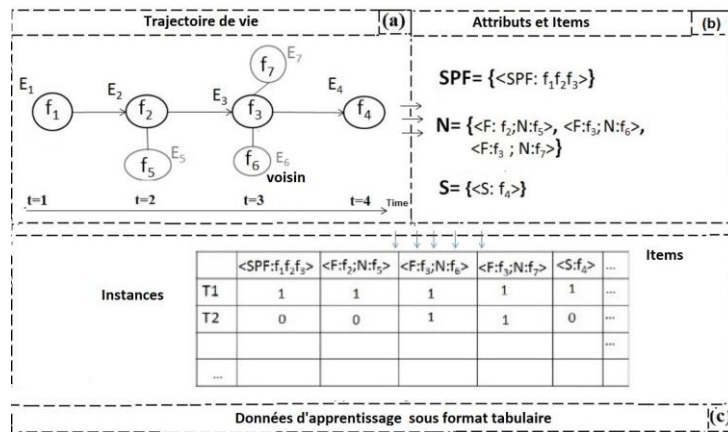 Trajectoire de vie (a)
E1 E2 E3 E4
f1 f2 f3 f4
f7 E7
f5 E5
f6 E6
voisin
t=1 t=2 t=3 t=4 Time
Attributs et Items (b)
SPF= {<SPF: f1f2f3>}
N= {<F: f2;N:f5>, <F:f3; N:f6>,
<F:f3 ; N:f7>}
S= {<S: f4>}
Items
Instances
<SPF:f1f2f3> <F:f2;N:f5> <F:f3;N:f6> <F:f3;N:f7> <S:f4> ...
T1 1 1 1 1 1 ...
T2 0 0 1 1 0 ...
...
...
Données d'apprentissage sous format tabulaire (c)